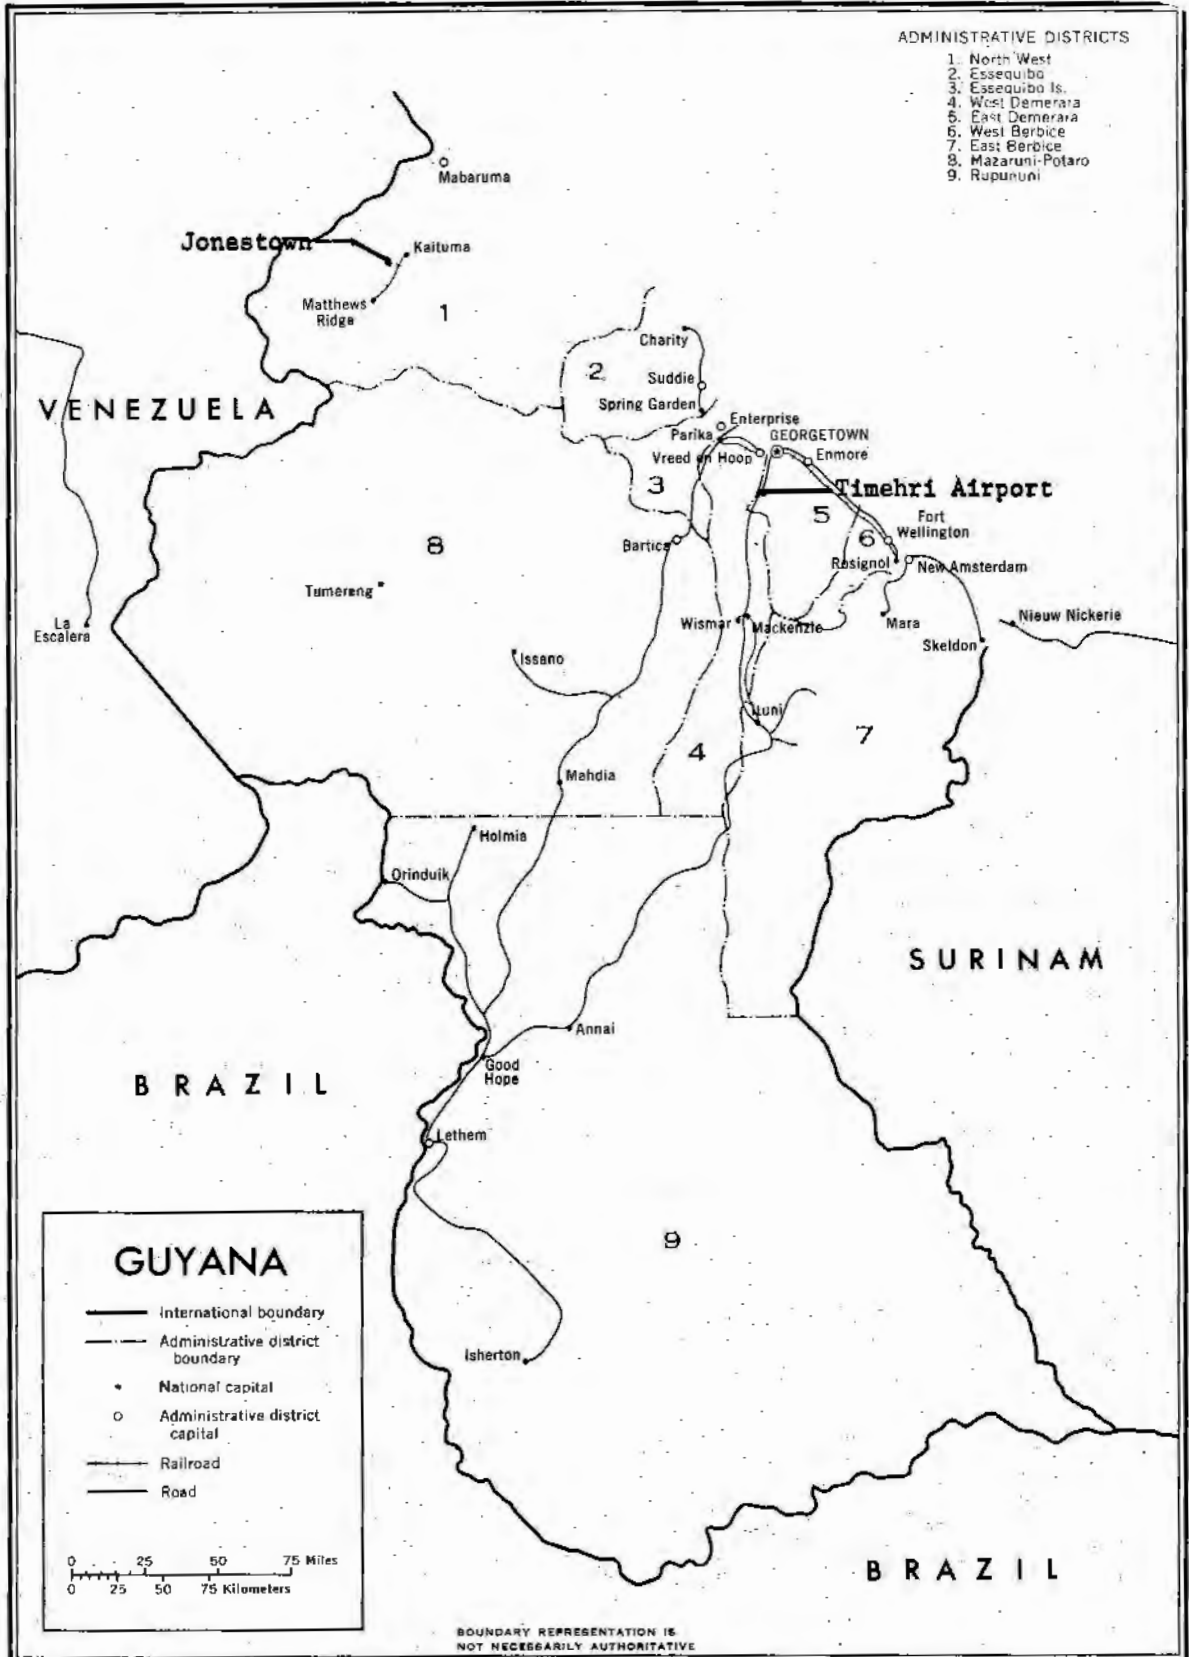 ADMINISTRATIVE DISTRICTS
1. North West
2. Essequibo
3. Essequibo Is.
4. West Demerara
5. East Demerara
6. West Berbice
7. East Berbice
8. Mazaruni-Potaro
9. Rupununi
Mabaruma
Jonestown
Kaituma
Matthews
Ridge
1
Charity
2
Suddie
VENEZUELA
Spring Garden
Enterprise
Parika
GEORGETOWN
Vreed en Hoop
Enmore
3
Timehri Airport
5
Fort
Wellington
6
8
Bartica
Rosignol
New Amsterdam
Tumereng
La
Escalera
Wismar
Mackenzie
Mara
Nieuw Nickerie
Skeldon
Issano
Ituni
7
4
Mahdia
Holmia
Orinduik
SURINAM
Annai
Good
Hope
BRAZIL
Lethem
9
GUYANA
International boundary
Administrative district
boundary
National capital
Administrative district
capital
Railroad
Road
Isherton
0 25 50 75 Miles
0 25 50 75 Kilometers
BRAZIL
BOUNDARY REPRESENTATION IS
NOT NECESSARILY AUTHORITATIVE